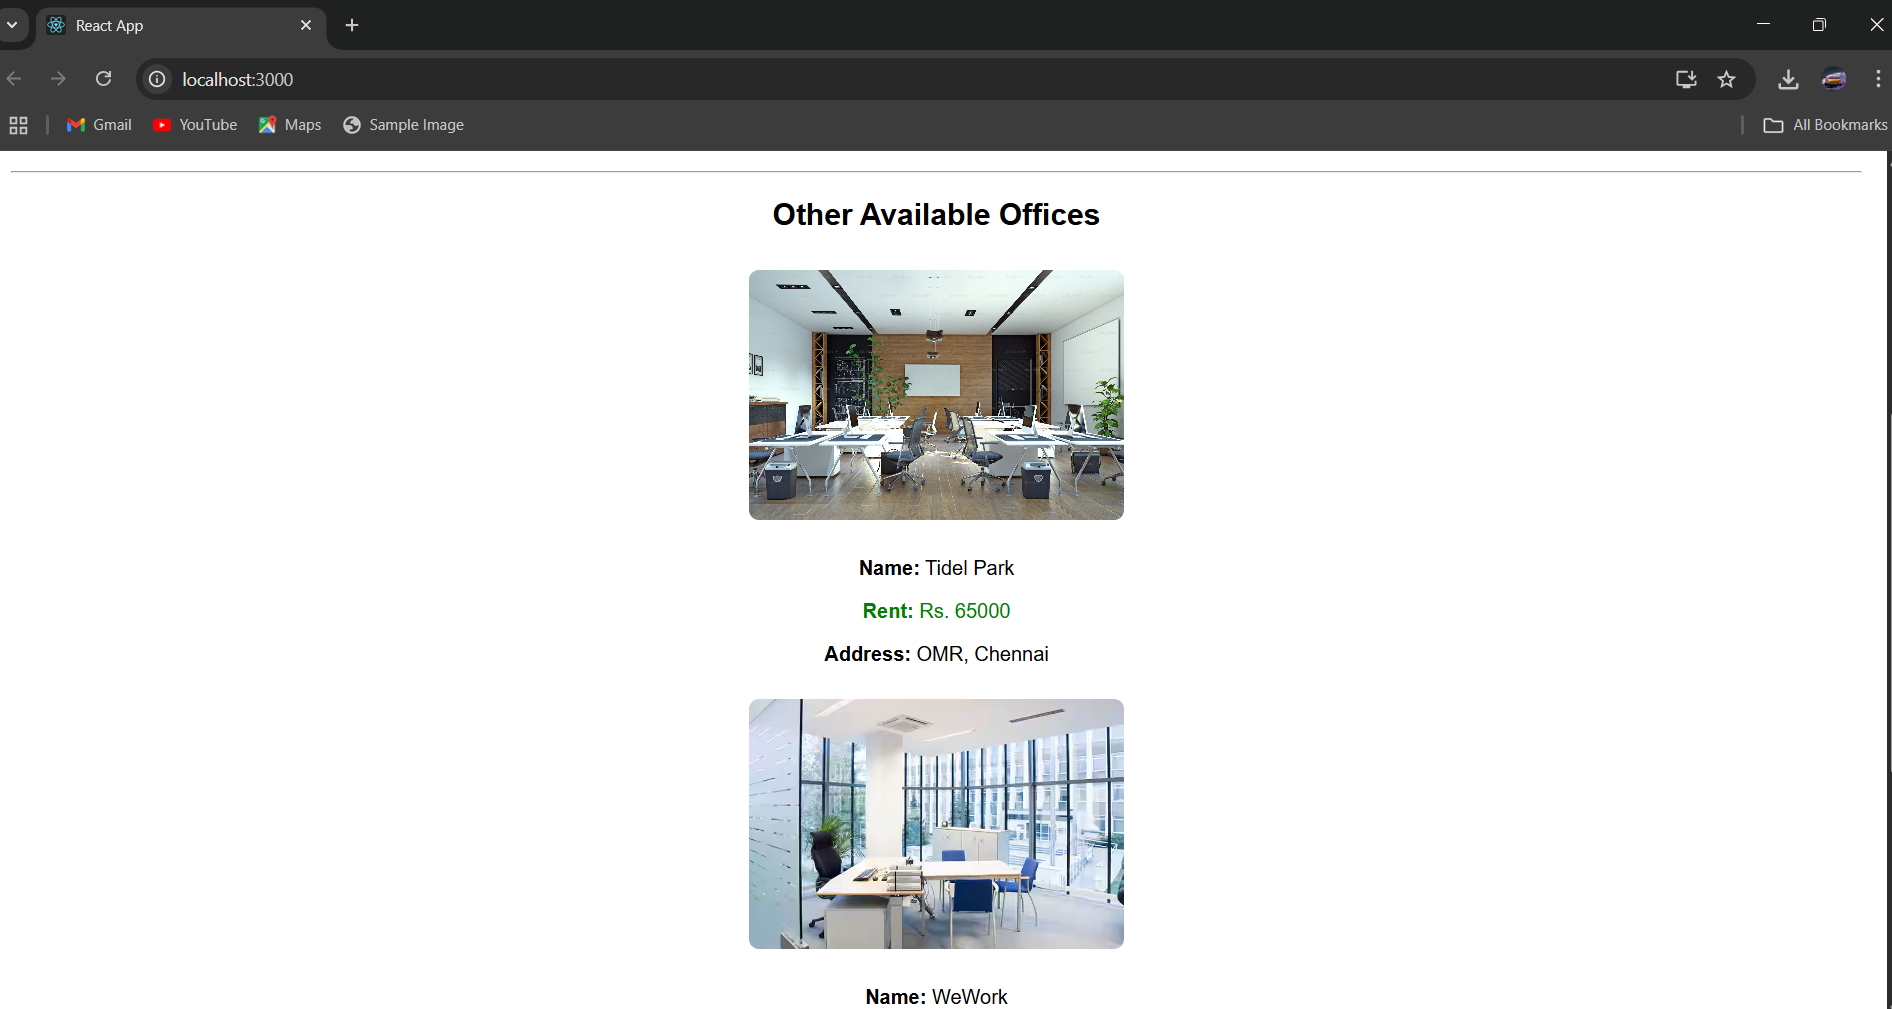 React App
localhost:3000
Gmail
YouTube
Maps
Sample Image
All Bookmarks
Other Available Offices
Name: Tidel Park
Rent: Rs. 65000
Address: OMR, Chennai
Name: WeWork